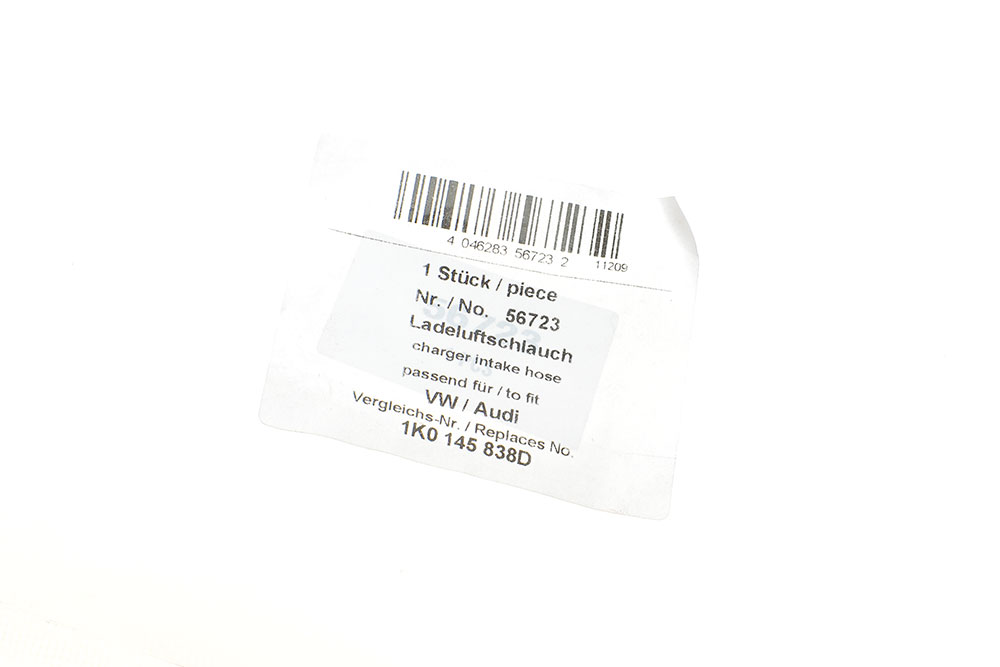 4 046283 56723 2 11209
1 Stück / piece
Nr. / No. 56723
Ladeluftschlauch
charger intake hose
passend für / to fit
VW / Audi
Vergleichs-Nr. / Replaces No.
1K0 145 838D
56723